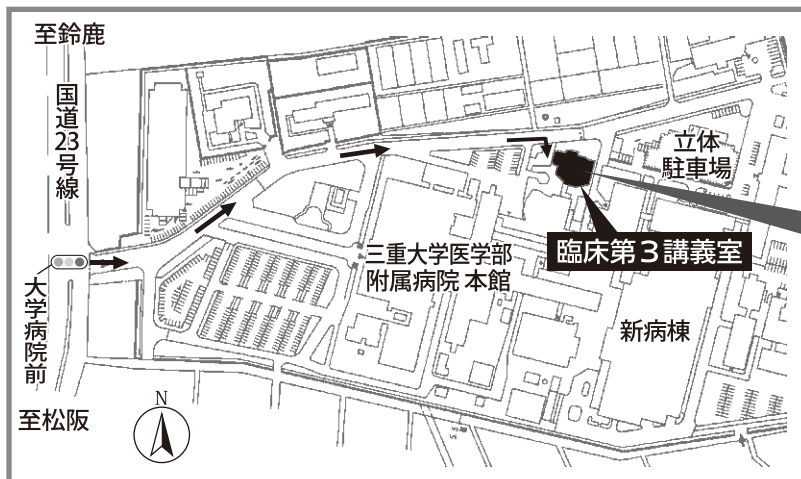 至鈴鹿
国道23号線
立体
駐車場
三重大学医学部
附属病院 本館
臨床第３講義室
大学病院前
新病棟
至松阪
N